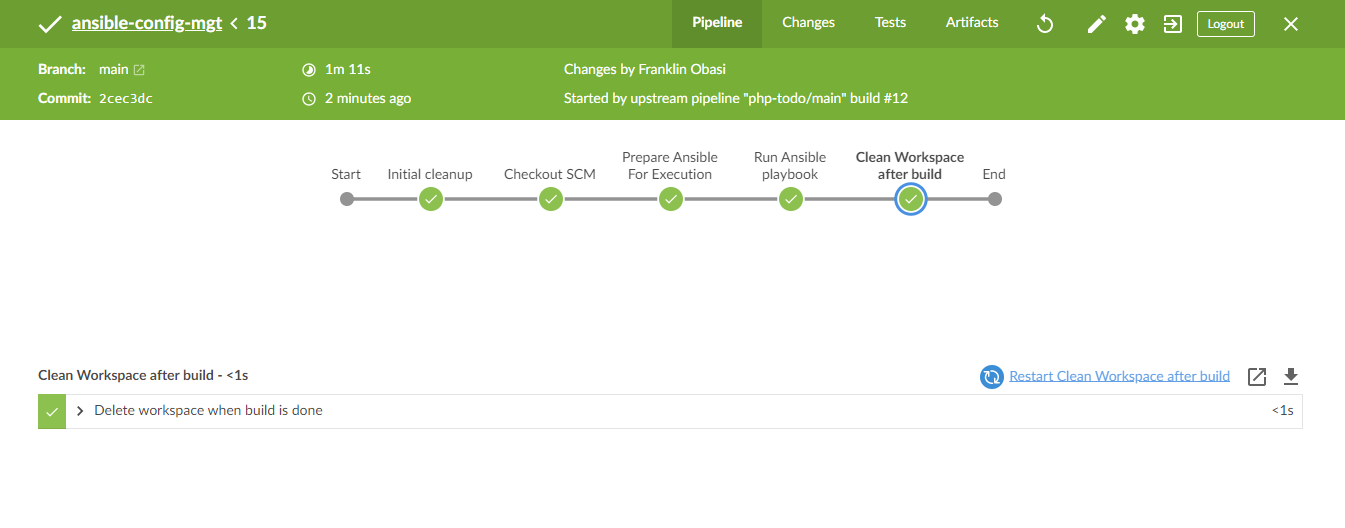 ansible-config-mgt < 15
Pipeline Changes Tests Artifacts Logout
Branch: main 1m 11s Changes by Franklin Obasi
Commit: 2cec3dc 2 minutes ago Started by upstream pipeline "php-todo/main" build #12
Start
Initial cleanup
Checkout SCM
Prepare Ansible
For Execution
Run Ansible
playbook
Clean Workspace
after build
End
Clean Workspace after build - <1s
Restart Clean Workspace after build
Delete workspace when build is done <1s